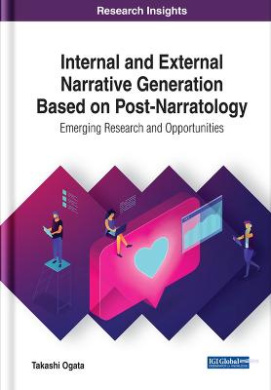 Research Insights
Internal and External
Narrative Generation
Based on Post-Narratology
Emerging Research and Opportunities
Takashi Ogata
IGI Global